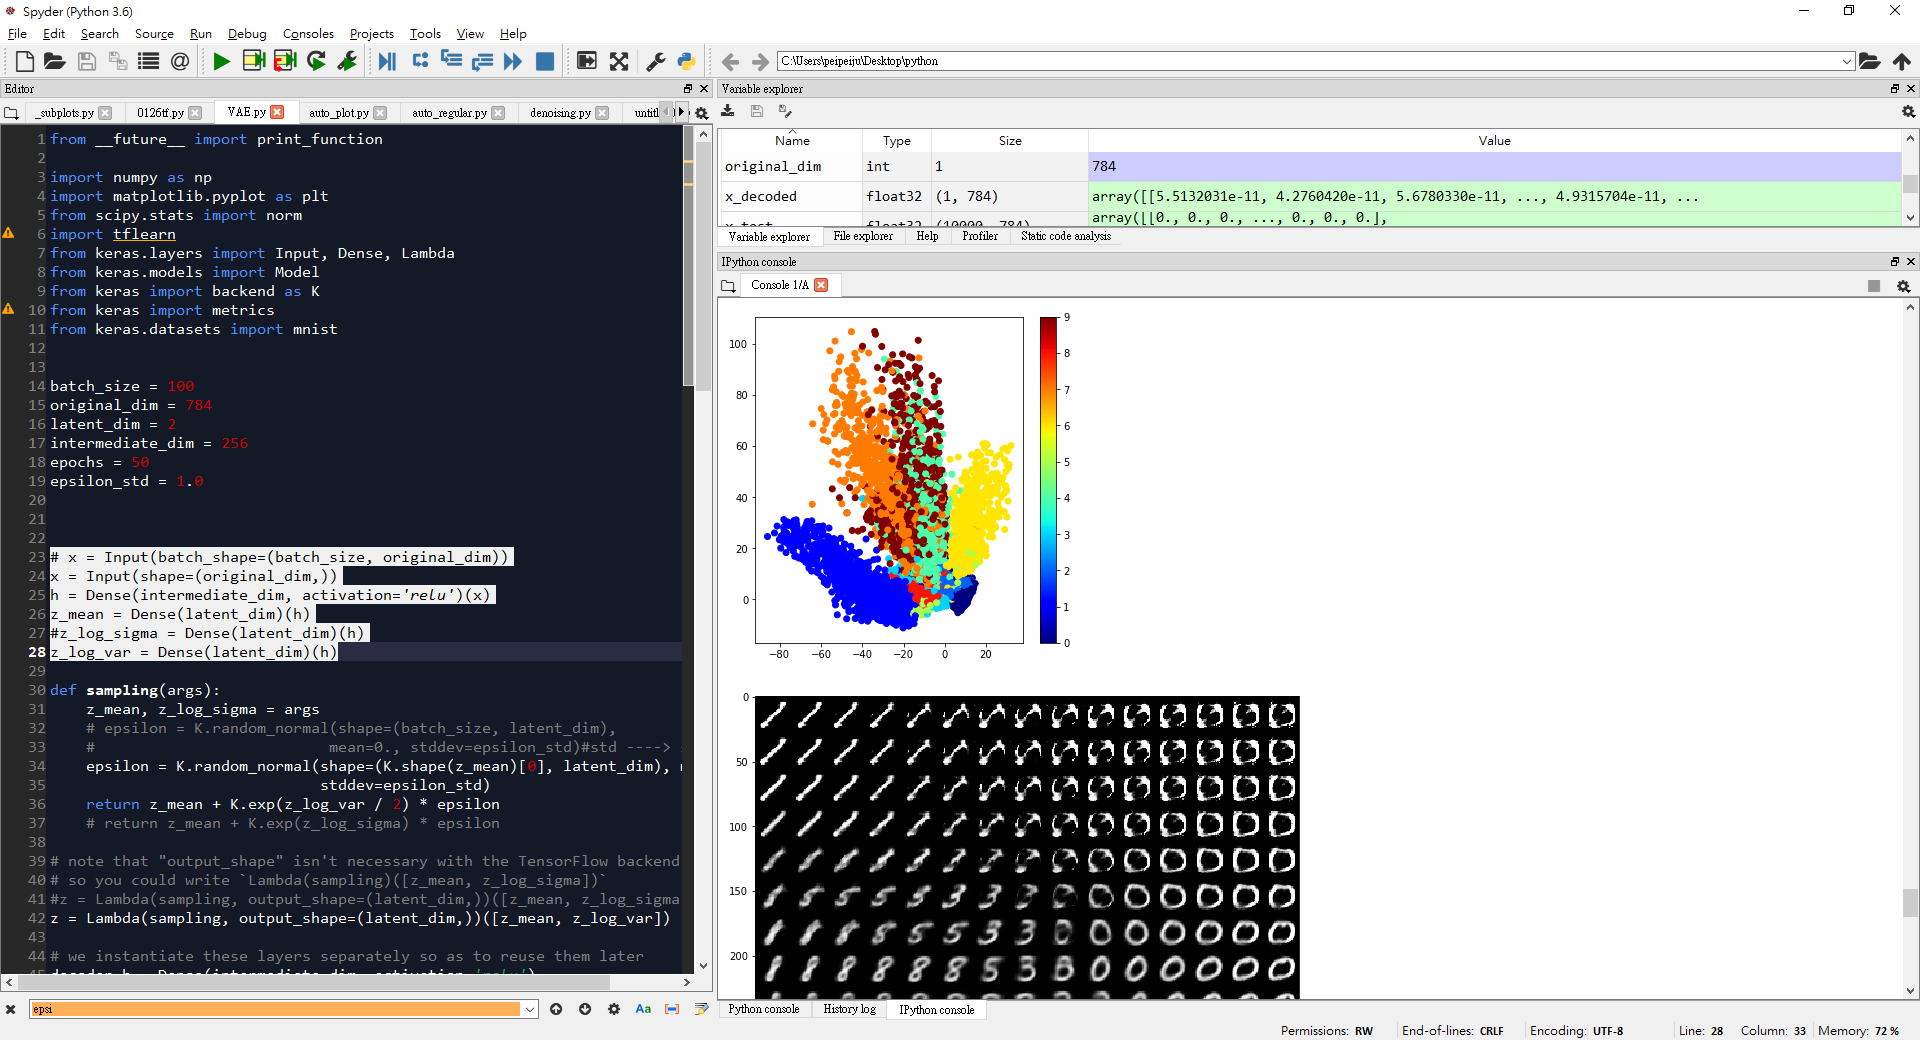 Spyder (Python 3.6)
File Edit Search Source Run Debug Consoles Projects Tools View Help
C:\Users\peipeiju\Desktop\python
Editor
_subplots.py 0126tf.py VAE.py auto_plot.py auto_regular.py denoising.py
1 from __future__ import print_function
2
3 import numpy as np
4 import matplotlib.pyplot as plt
5 from scipy.stats import norm
6 import tflearn
7 from keras.layers import Input, Dense, Lambda
8 from keras.models import Model
9 from keras import backend as K
10 from keras import metrics
11 from keras.datasets import mnist
12
13
14 batch_size = 100
15 original_dim = 784
16 latent_dim = 2
17 intermediate_dim = 256
18 epochs = 50
19 epsilon_std = 1.0
20
21
22
23 # x = Input(batch_shape=(batch_size, original_dim))
24 x = Input(shape=(original_dim,))
25 h = Dense(intermediate_dim, activation='relu')(x)
26 z_mean = Dense(latent_dim)(h)
27 #z_log_sigma = Dense(latent_dim)(h)
28 z_log_var = Dense(latent_dim)(h)
29
30 def sampling(args):
31 z_mean, z_log_sigma = args
32 # epsilon = K.random_normal(shape=(batch_size, latent_dim),
33 # mean=0., stddev=epsilon_std)#std ---->
34 epsilon = K.random_normal(shape=(K.shape(z_mean)[0], latent_dim),
35 stddev=epsilon_std)
36 return z_mean + K.exp(z_log_var / 2) * epsilon
37 # return z_mean + K.exp(z_log_sigma) * epsilon
38
39 # note that "output_shape" isn't necessary with the TensorFlow backend
40 # so you could write `Lambda(sampling)([z_mean, z_log_sigma])`
41 #z = Lambda(sampling, output_shape=(latent_dim,))([z_mean, z_log_sigma
42 z = Lambda(sampling, output_shape=(latent_dim,))([z_mean, z_log_var])
43
44 # we instantiate these layers separately so as to reuse them later
epsi
Aa
Variable explorer
Name Type Size Value
original_dim int 1 784
x_decoded float32 (1, 784) array([[5.5132031e-11, 4.2760420e-11, 5.6780330e-11, ..., 4.9315704e-11, ...
array([[0., 0., 0., ..., 0., 0., 0.],
Variable explorer File explorer Help Profiler Static code analysis
IPython console
Console 1/A
100
80
60
40
20
0
−80 −60 −40 −20 0 20
9
8
7
6
5
4
3
2
1
0
0
50
100
150
200
Python console History log IPython console
Permissions: RW End-of-lines: CRLF Encoding: UTF-8 Line: 28 Column: 33 Memory: 72 %